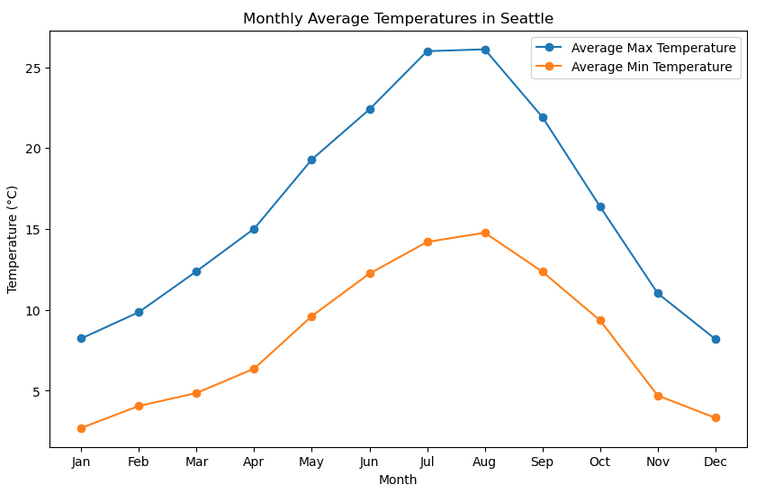 Monthly Average Temperatures in Seattle
Average Max Temperature
Average Min Temperature
Temperature (°C)
25
20
15
10
5
Jan Feb Mar Apr May Jun Jul Aug Sep Oct Nov Dec
Month